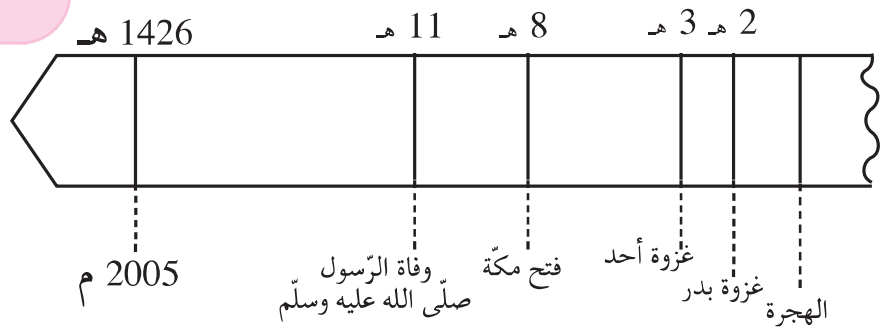 2 هـ
3 هـ
8 هـ
11 هـ
1426 هـ
الهجرة
غزوة بدر
غزوة أحد
فتح مكّة
وفاة الرّسول
صلّى الله عليه وسلّم
2005 م